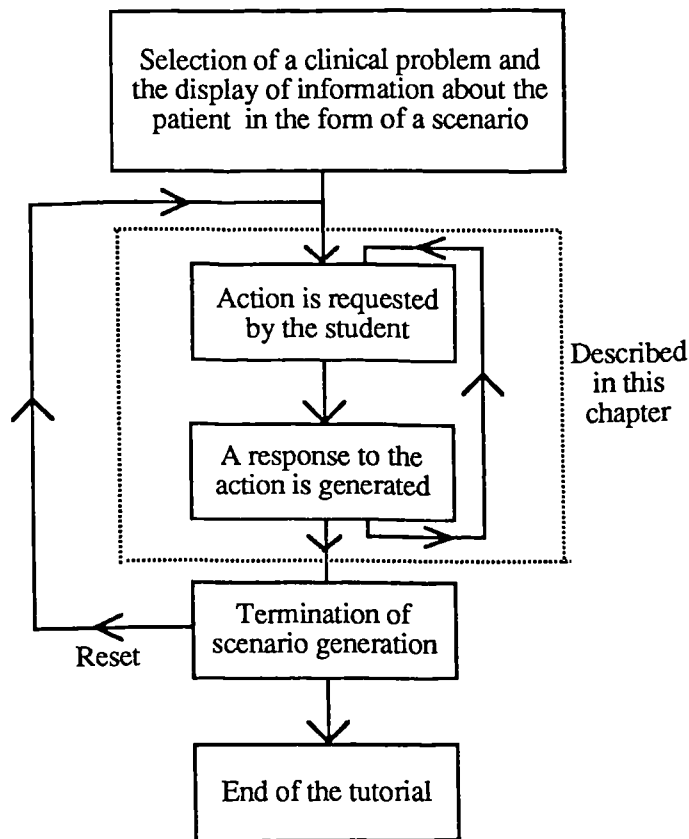 Selection of a clinical problem and
the display of information about the
patient in the form of a scenario
Action is requested
by the student
Described
in this
chapter
A response to the
action is generated
Termination of
scenario generation
Reset
End of the tutorial